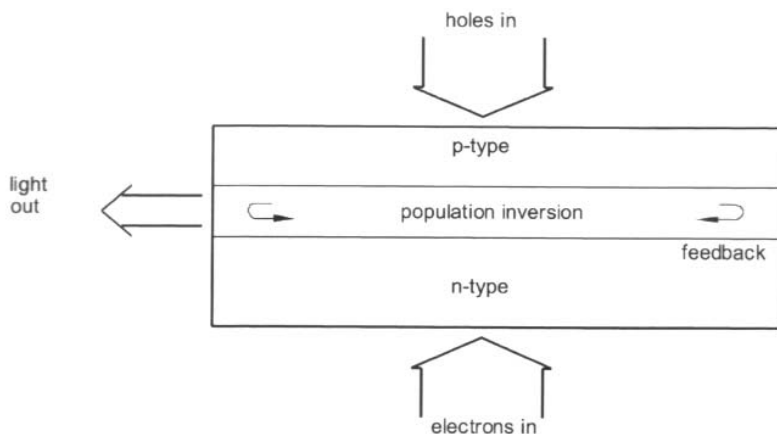 holes in
p-type
light
out
population inversion
feedback
n-type
electrons in